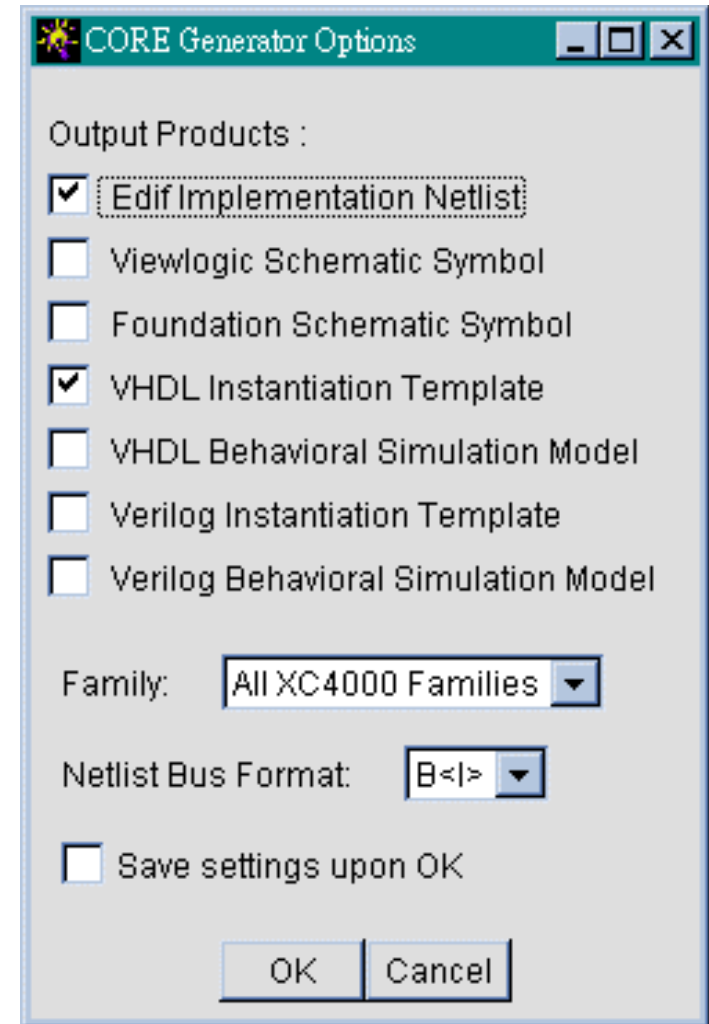 CORE Generator Options
Output Products :
Edif Implementation Netlist
Viewlogic Schematic Symbol
Foundation Schematic Symbol
VHDL Instantiation Template
VHDL Behavioral Simulation Model
Verilog Instantiation Template
Verilog Behavioral Simulation Model
Family: All XC4000 Families
Netlist Bus Format: B<I>
Save settings upon OK
OK Cancel